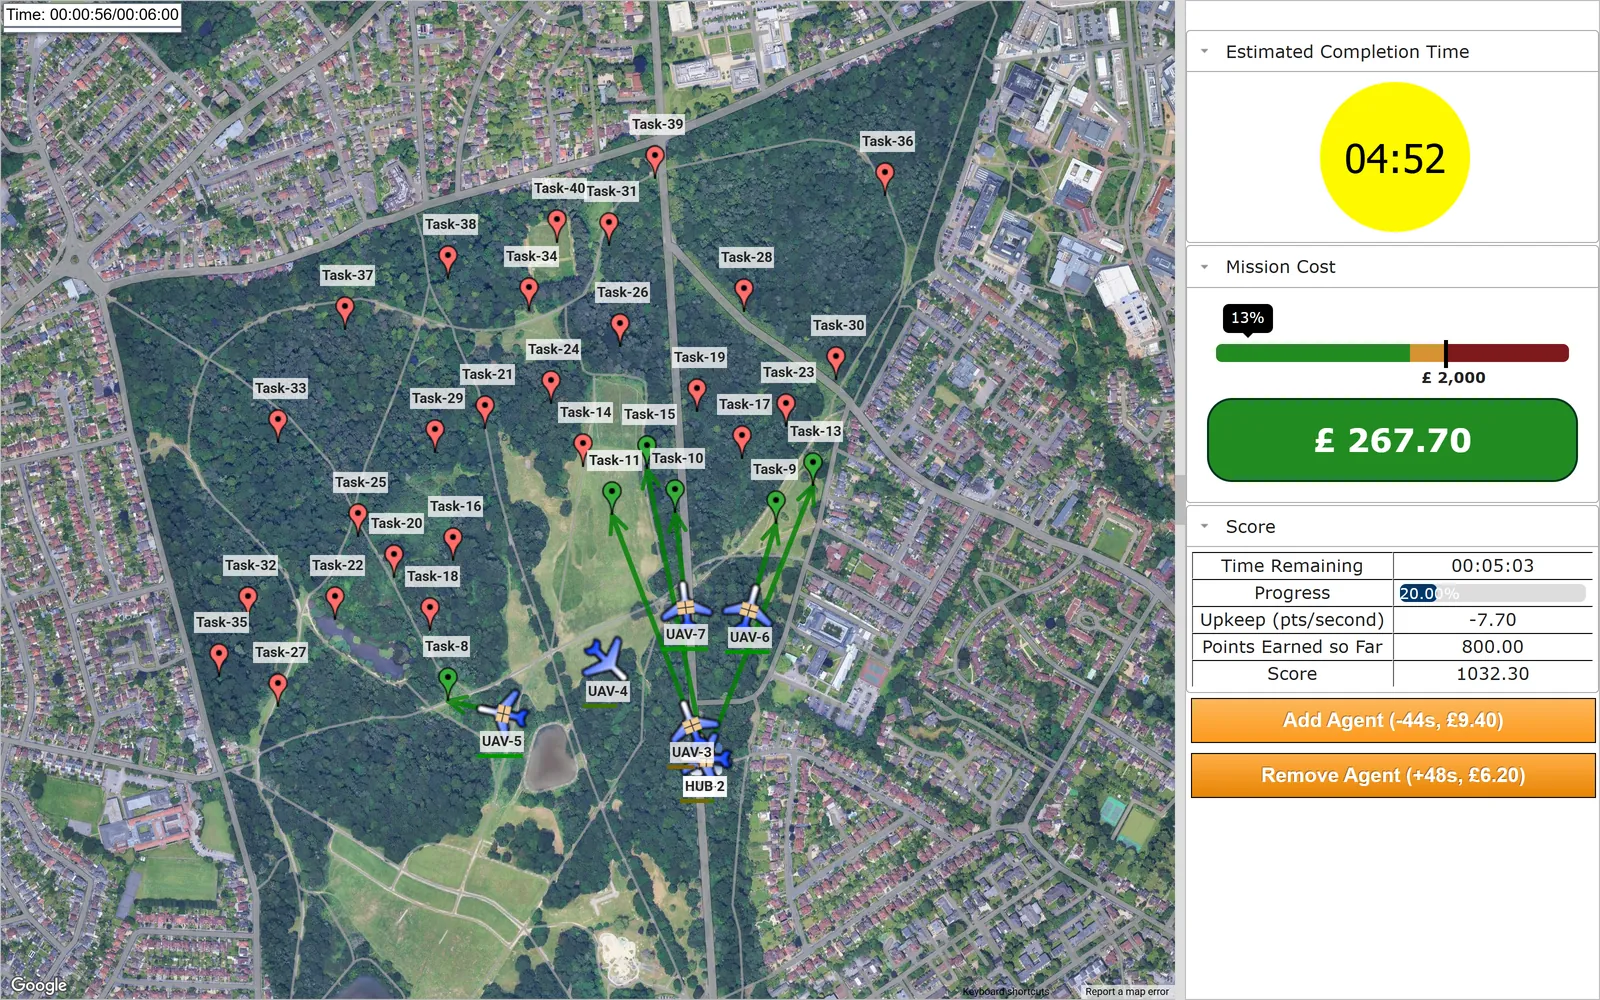 Time: 00:00:56/00:06:00
Task-39
Task-36
Task-40
Task-31
Task-38
Task-34
Task-28
Task-37
Task-26
Task-30
Task-24
Task-19
Task-21
Task-23
Task-33
Task-29
Task-14
Task-15
Task-17
Task-13
Task-11
Task-10
Task-9
Task-25
Task-16
Task-20
Task-32
Task-22
Task-18
Task-35
UAV-7
UAV-6
Task-27
Task-8
UAV-4
UAV-5
UAV-3
HUB-2
Google
Keyboard shortcuts
Report a map error
Estimated Completion Time
04:52
Mission Cost
13%
£ 2,000
£ 267.70
Score
Time Remaining 00:05:03
Progress 20.00%
Upkeep (pts/second) -7.70
Points Earned so Far 800.00
Score 1032.30
Add Agent (-44s, £9.40)
Remove Agent (+48s, £6.20)